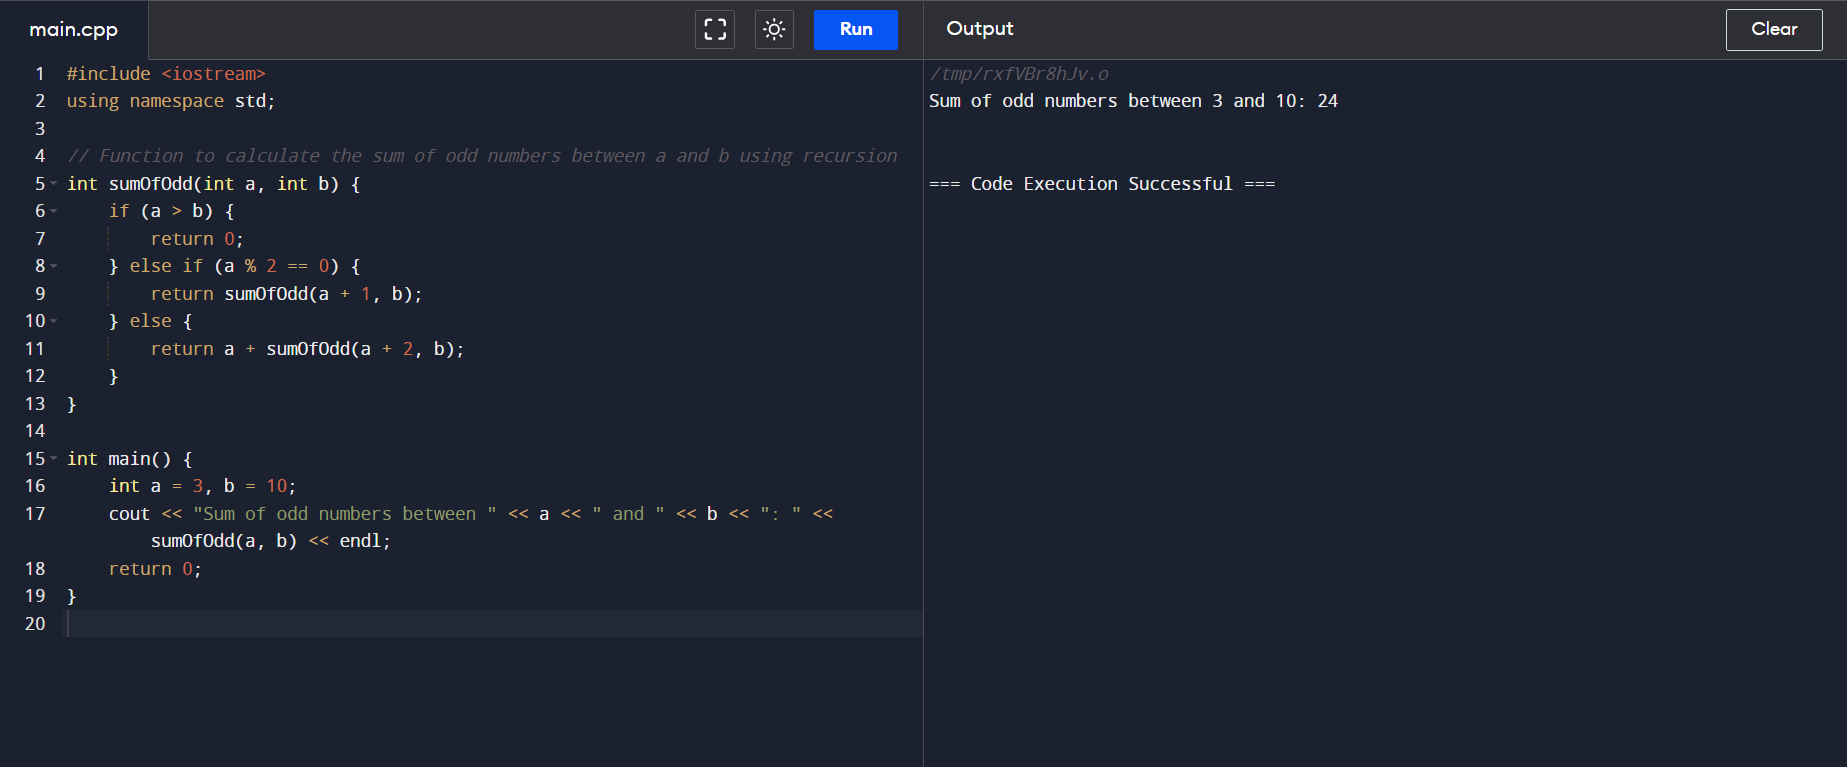 main.cpp
Run
Output
Clear
1 #include <iostream>
2 using namespace std;
3
4 // Function to calculate the sum of odd numbers between a and b using recursion
5 int sumOfOdd(int a, int b) {
6     if (a > b) {
7         return 0;
8     } else if (a % 2 == 0) {
9         return sumOfOdd(a + 1, b);
10     } else {
11         return a + sumOfOdd(a + 2, b);
12     }
13 }
14
15 int main() {
16     int a = 3, b = 10;
17     cout << "Sum of odd numbers between " << a << " and " << b << ": " <<
        sumOfOdd(a, b) << endl;
18     return 0;
19 }
20
/tmp/rxfVBr8hJv.o
Sum of odd numbers between 3 and 10: 24
=== Code Execution Successful ===